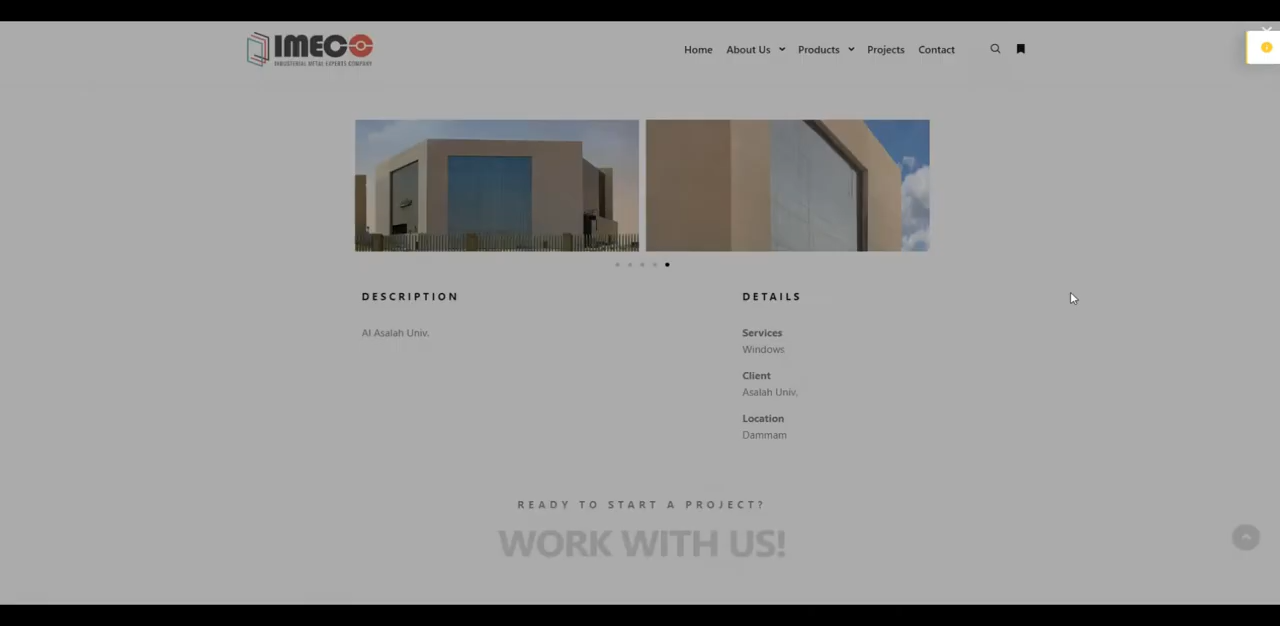 IMECO
INDUSTERIAL METAL EXPERTS COMPANY
Home About Us Products Projects Contact
DESCRIPTION
Al Asalah Univ.
DETAILS
Services
Windows
Client
Asalah Univ.
Location
Dammam
READY TO START A PROJECT?
WORK WITH US!